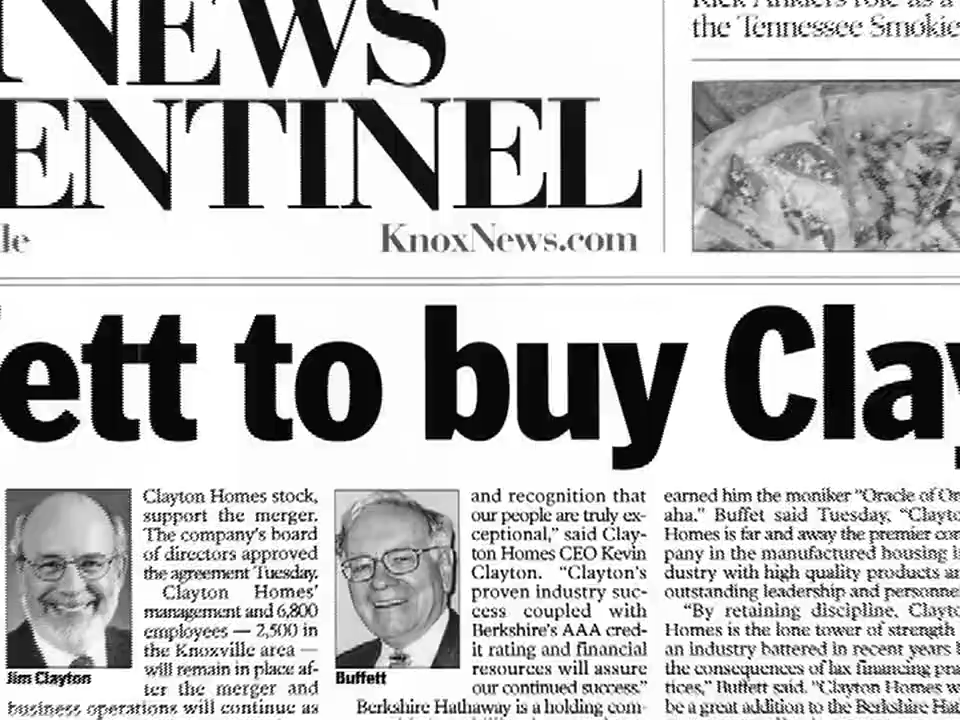 NEWS
ENTINEL
le
KnoxNews.com
the Tennessee Smokie
ett to buy Clay
Jim Clayton
Clayton Homes stock,
support the merger.
The company's board
of directors approved
the agreement Tuesday.
Clayton Homes'
management and 6,800
employees — 2,500 in
the Knoxville area —
will remain in place af-
ter the merger and
business operations will continue as
Buffett
and recognition that
our people are truly ex-
ceptional," said Clay-
ton Homes CEO Kevin
Clayton. "Clayton's
proven industry suc-
cess coupled with
Berkshire's AAA cred-
it rating and financial
resources will assure
our continued success."
Berkshire Hathaway is a holding com-
earned him the moniker "Oracle of Om
aha." Buffet said Tuesday, "Clayto
Homes is far and away the premier com
pany in the manufactured housing in
dustry with high quality products an
outstanding leadership and personnel
"By retaining discipline, Clayto
Homes is the lone tower of strength
an industry battered in recent years b
the consequences of lax financing pra
tices," Buffett said. "Clayton Homes w
be a great addition to the Berkshire Hat